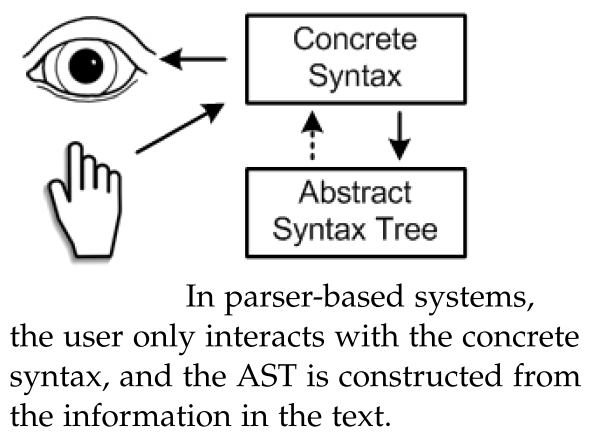 Concrete
Syntax
Abstract
Syntax Tree
In parser-based systems,
the user only interacts with the concrete
syntax, and the AST is constructed from
the information in the text.